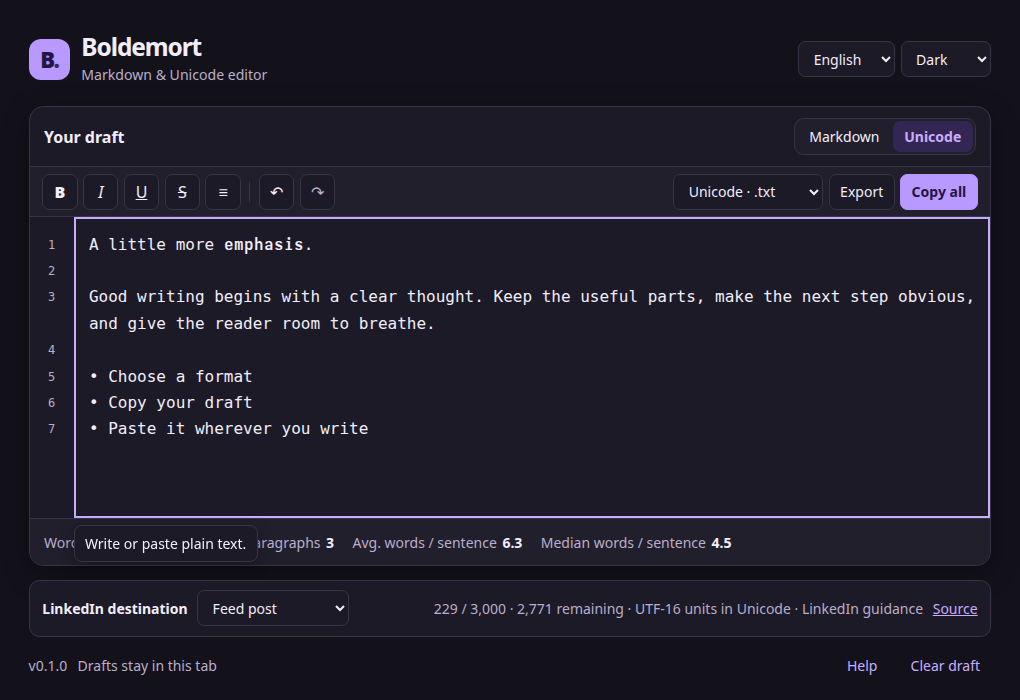 B.
Boldemort
Markdown & Unicode editor
English
Dark
Your draft
Markdown
Unicode
B
I
U
S
≡
↶
↷
Unicode · .txt
Export
Copy all
1
A little more emphasis.
2
3
Good writing begins with a clear thought. Keep the useful parts, make the next step obvious,
and give the reader room to breathe.
4
5
• Choose a format
6
• Copy your draft
7
• Paste it wherever you write
Write or paste plain text.
3
Avg. words / sentence 6.3
Median words / sentence 4.5
LinkedIn destination
Feed post
229 / 3,000 · 2,771 remaining · UTF-16 units in Unicode · LinkedIn guidance
Source
v0.1.0
Drafts stay in this tab
Help
Clear draft